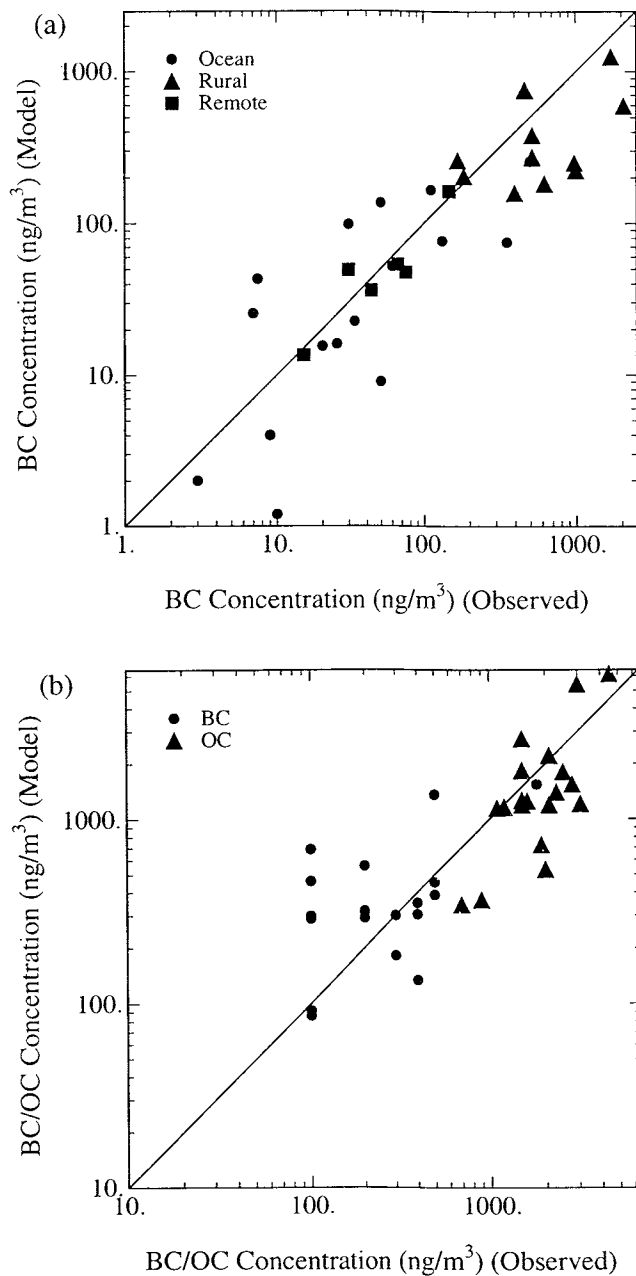 (a)
Ocean
Rural
Remote
1000.
100.
10.
1.
BC Concentration (ng/m³) (Model)
1. 10. 100. 1000.
BC Concentration (ng/m³) (Observed)
(b)
BC
OC
1000.
100.
10.
BC/OC Concentration (ng/m³) (Model)
10. 100. 1000.
BC/OC Concentration (ng/m³) (Observed)